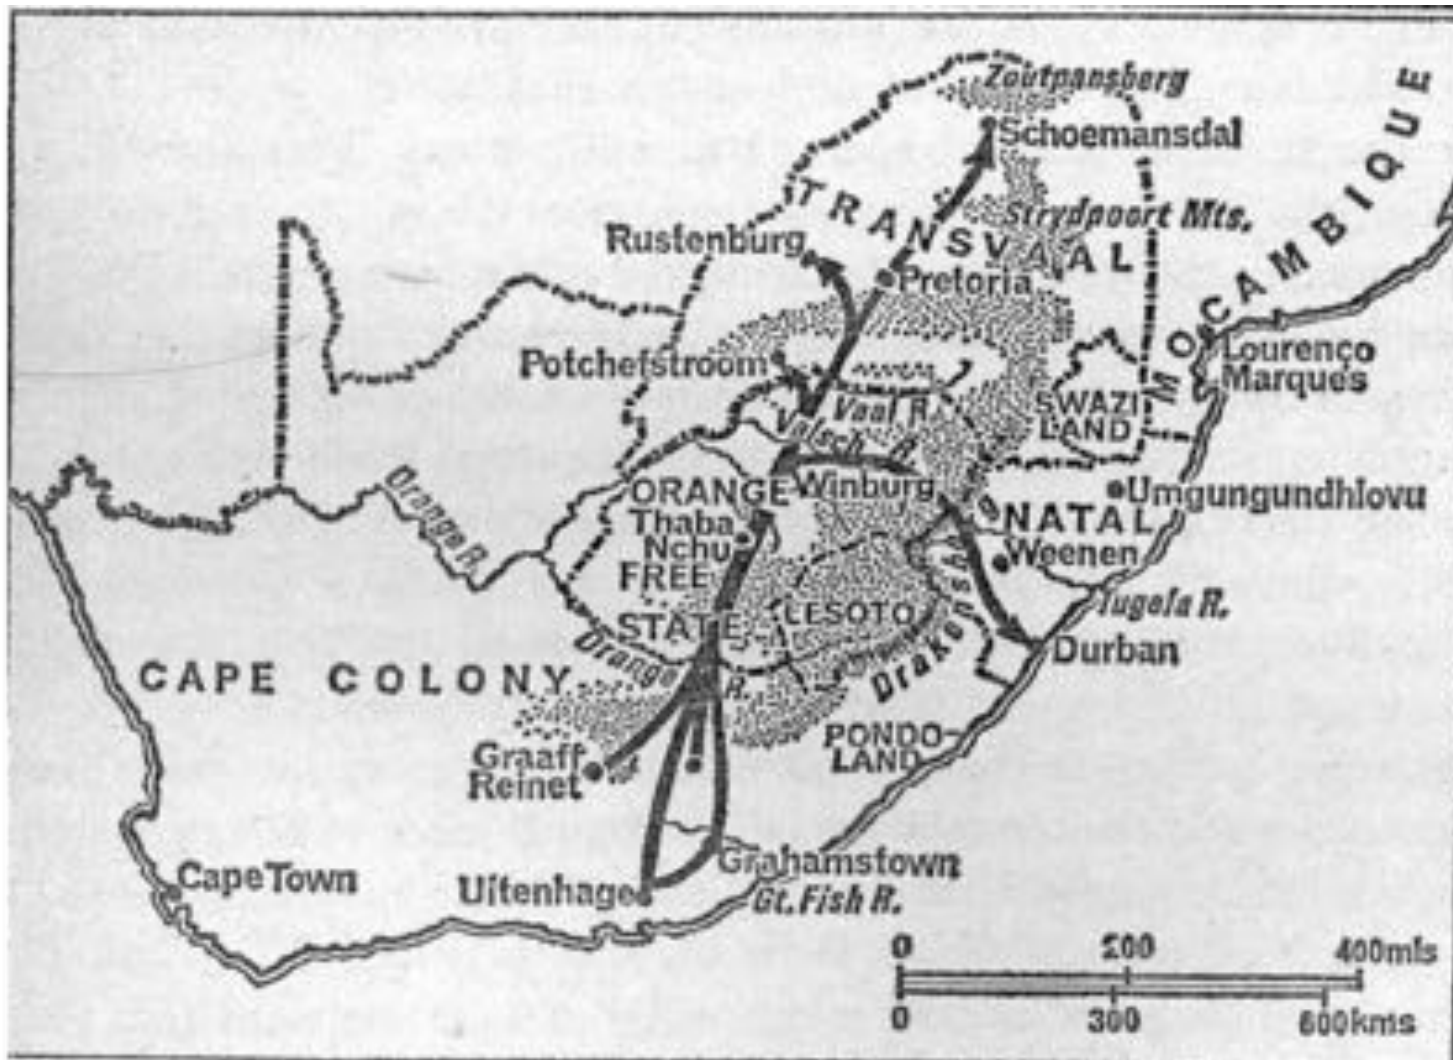 Zoutpansberg
Schoemansdal
TRANSVAAL
Strydpoort Mts.
MOCAMBIQUE
Rustenburg
Pretoria
Potchefstroom
Lourenço
Marques
Vaal R.
Valsch R.
SWAZI
LAND
Winburg
ORANGE
Thaba
Nchu
FREE
STATE
Umgungundhlovu
NATAL
Weenen
Orange R.
LESOTO
Tugela R.
Durban
Drakensberg
Orange R.
CAPE COLONY
PONDO-
LAND
Graaff
Reinet
Grahamstown
Cape Town
Uitenhage
Gt. Fish R.
0 200 400mls
0 300 600kms